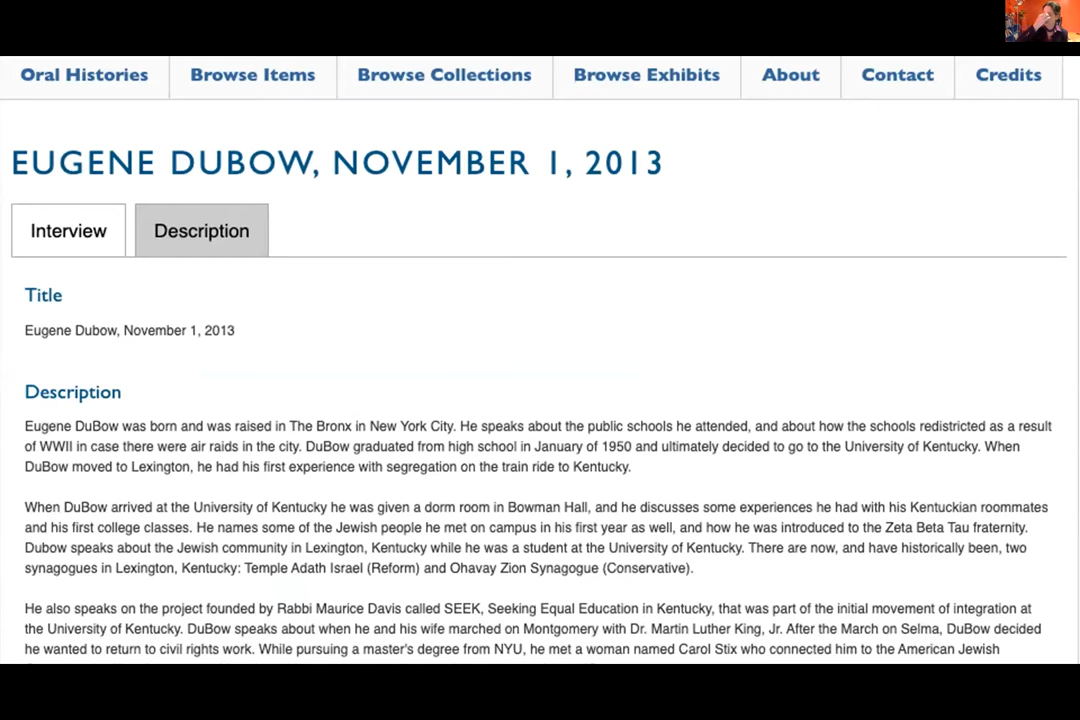 Oral Histories Browse Items Browse Collections Browse Exhibits About Contact Credits
EUGENE DUBOW, NOVEMBER 1, 2013
Interview Description
Title
Eugene Dubow, November 1, 2013
Description
Eugene DuBow was born and was raised in The Bronx in New York City. He speaks about the public schools he attended, and about how the schools redistricted as a result
of WWII in case there were air raids in the city. DuBow graduated from high school in January of 1950 and ultimately decided to go to the University of Kentucky. When
DuBow moved to Lexington, he had his first experience with segregation on the train ride to Kentucky.
When DuBow arrived at the University of Kentucky he was given a dorm room in Bowman Hall, and he discusses some experiences he had with his Kentuckian roommates
and his first college classes. He names some of the Jewish people he met on campus in his first year as well, and how he was introduced to the Zeta Beta Tau fraternity.
Dubow speaks about the Jewish community in Lexington, Kentucky while he was a student at the University of Kentucky. There are now, and have historically been, two
synagogues in Lexington, Kentucky: Temple Adath Israel (Reform) and Ohavay Zion Synagogue (Conservative).
He also speaks on the project founded by Rabbi Maurice Davis called SEEK, Seeking Equal Education in Kentucky, that was part of the initial movement of integration at
the University of Kentucky. DuBow speaks about when he and his wife marched on Montgomery with Dr. Martin Luther King, Jr. After the March on Selma, DuBow decided
he wanted to return to civil rights work. While pursuing a master's degree from NYU, he met a woman named Carol Stix who connected him to the American Jewish